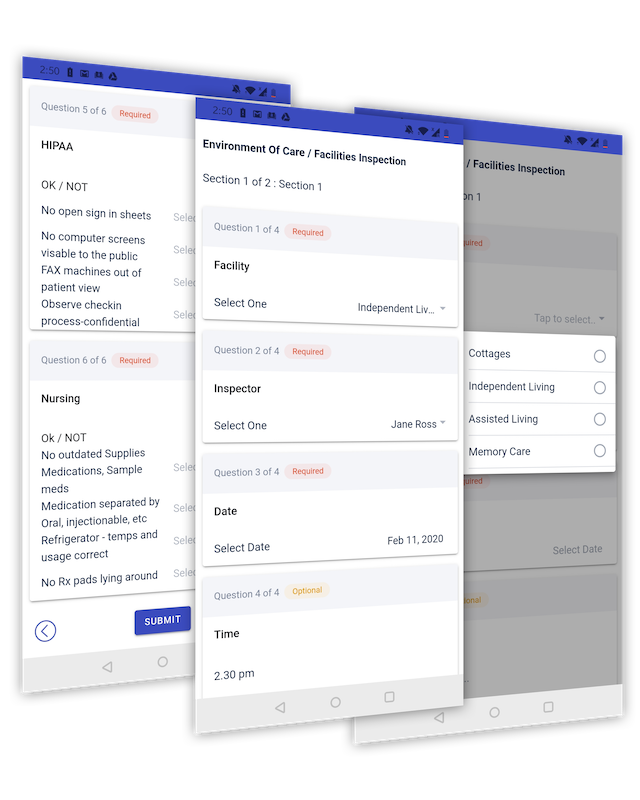 2:50
Question 5 of 6 Required
HIPAA
OK / NOT
No open sign in sheets Selec
No computer screens
visable to the public Selec
FAX machines out of
patient view Selec
Observe checkin
process-confidential Selec
Question 6 of 6 Required
Nursing
Ok / NOT
No outdated Supplies
Medications, Sample Selec
meds
Medication separated by
Oral, injectionable, etc Selec
Refrigerator - temps and
usage correct Selec
No Rx pads lying around Selec
SUBMIT
2:50
Environment Of Care / Facilities Inspection
Section 1 of 2 : Section 1
Question 1 of 4 Required
Facility
Select One Independent Liv...
Question 2 of 4 Required
Inspector
Select One Jane Ross
Question 3 of 4 Required
Date
Select Date Feb 11, 2020
Question 4 of 4 Optional
Time
2.30 pm
/ Facilities Inspection
on 1
quired
Tap to select..
Cottages
Independent Living
Assisted Living
Memory Care
quired
Select Date
ional